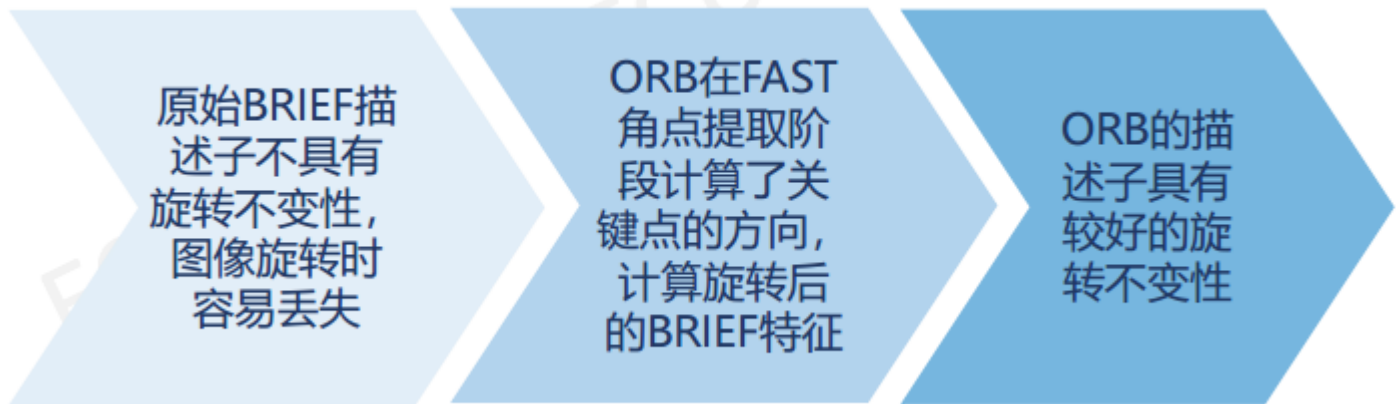 原始BRIEF描
述子不具有
旋转不变性，
图像旋转时
容易丢失
ORB在FAST
角点提取阶
段计算了关
键点的方向，
计算旋转后
的BRIEF特征
ORB的描
述子具有
较好的旋
转不变性